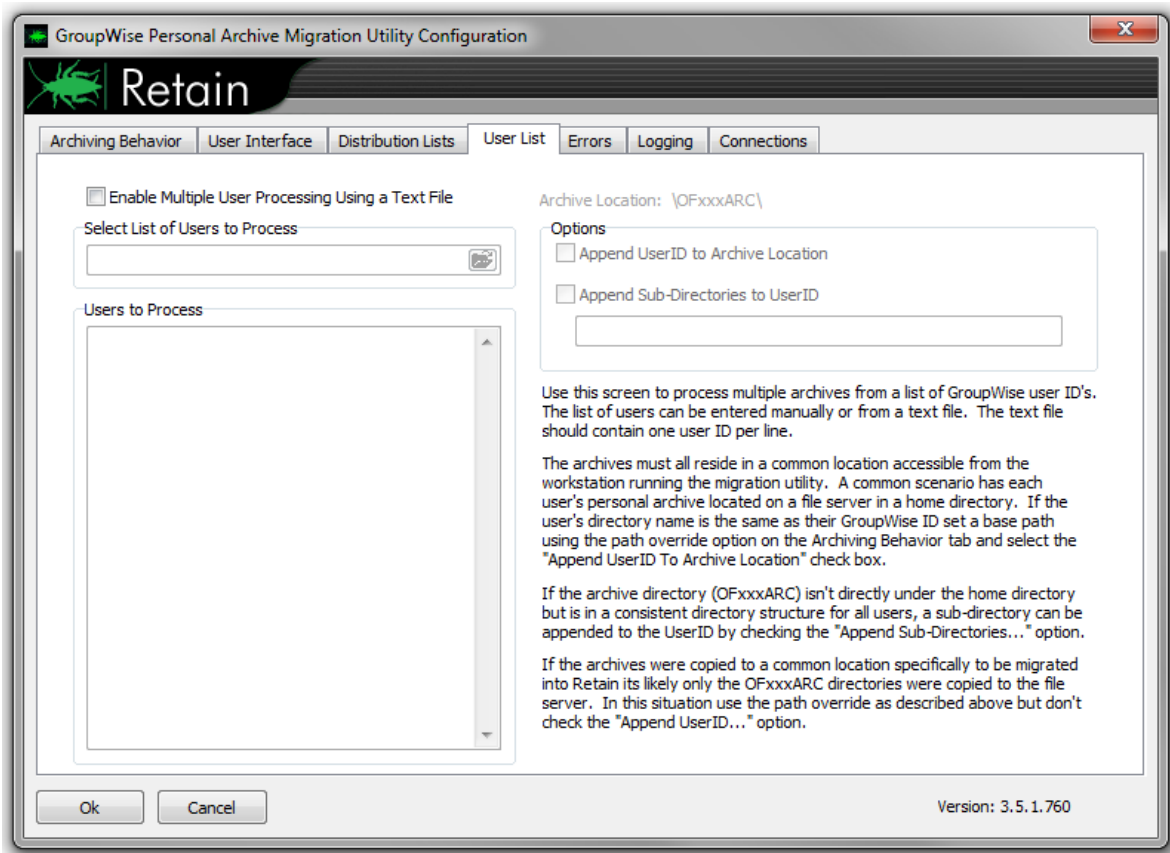 GroupWise Personal Archive Migration Utility Configuration
Retain
Archiving Behavior
User Interface
Distribution Lists
User List
Errors
Logging
Connections
Enable Multiple User Processing Using a Text File
Select List of Users to Process
Users to Process
Archive Location: \OFxxxARC\
Options
Append UserID to Archive Location
Append Sub-Directories to UserID
Use this screen to process multiple archives from a list of GroupWise user ID's.
The list of users can be entered manually or from a text file. The text file
should contain one user ID per line.
The archives must all reside in a common location accessible from the
workstation running the migration utility. A common scenario has each
user's personal archive located on a file server in a home directory. If the
user's directory name is the same as their GroupWise ID set a base path
using the path override option on the Archiving Behavior tab and select the
"Append UserID To Archive Location" check box.
If the archive directory (OFxxxARC) isn't directly under the home directory
but is in a consistent directory structure for all users, a sub-directory can be
appended to the UserID by checking the "Append Sub-Directories..." option.
If the archives were copied to a common location specifically to be migrated
into Retain its likely only the OFxxxARC directories were copied to the file
server. In this situation use the path override as described above but don't
check the "Append UserID..." option.
Ok
Cancel
Version: 3.5.1.760